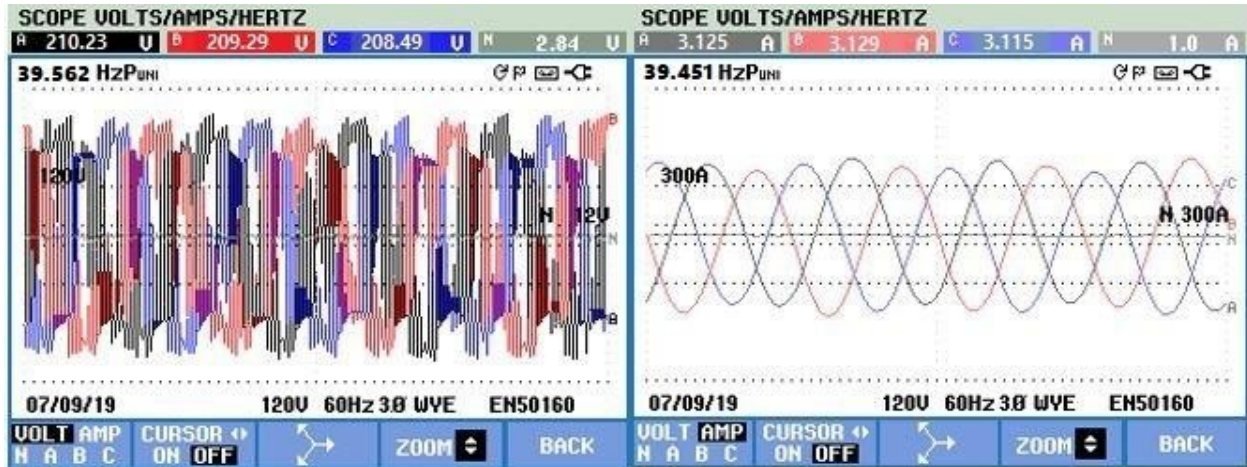 SCOPE VOLTS/AMPS/HERTZ
A 210.23 V B 209.29 V C 208.49 V N 2.84 V
39.562 HzPUNI
120V
N 12V
B
N
A
07/09/19 120V 60Hz 3.Ø WYE EN50160
VOLT AMP CURSOR ZOOM BACK
N A B C ON OFF
SCOPE VOLTS/AMPS/HERTZ
A 3.125 A B 3.129 A C 3.115 A N 1.0 A
39.451 HzPUNI
300A
N 300A
C
B
N
A
07/09/19 120V 60Hz 3.Ø WYE EN50160
VOLT AMP CURSOR ZOOM BACK
N A B C ON OFF